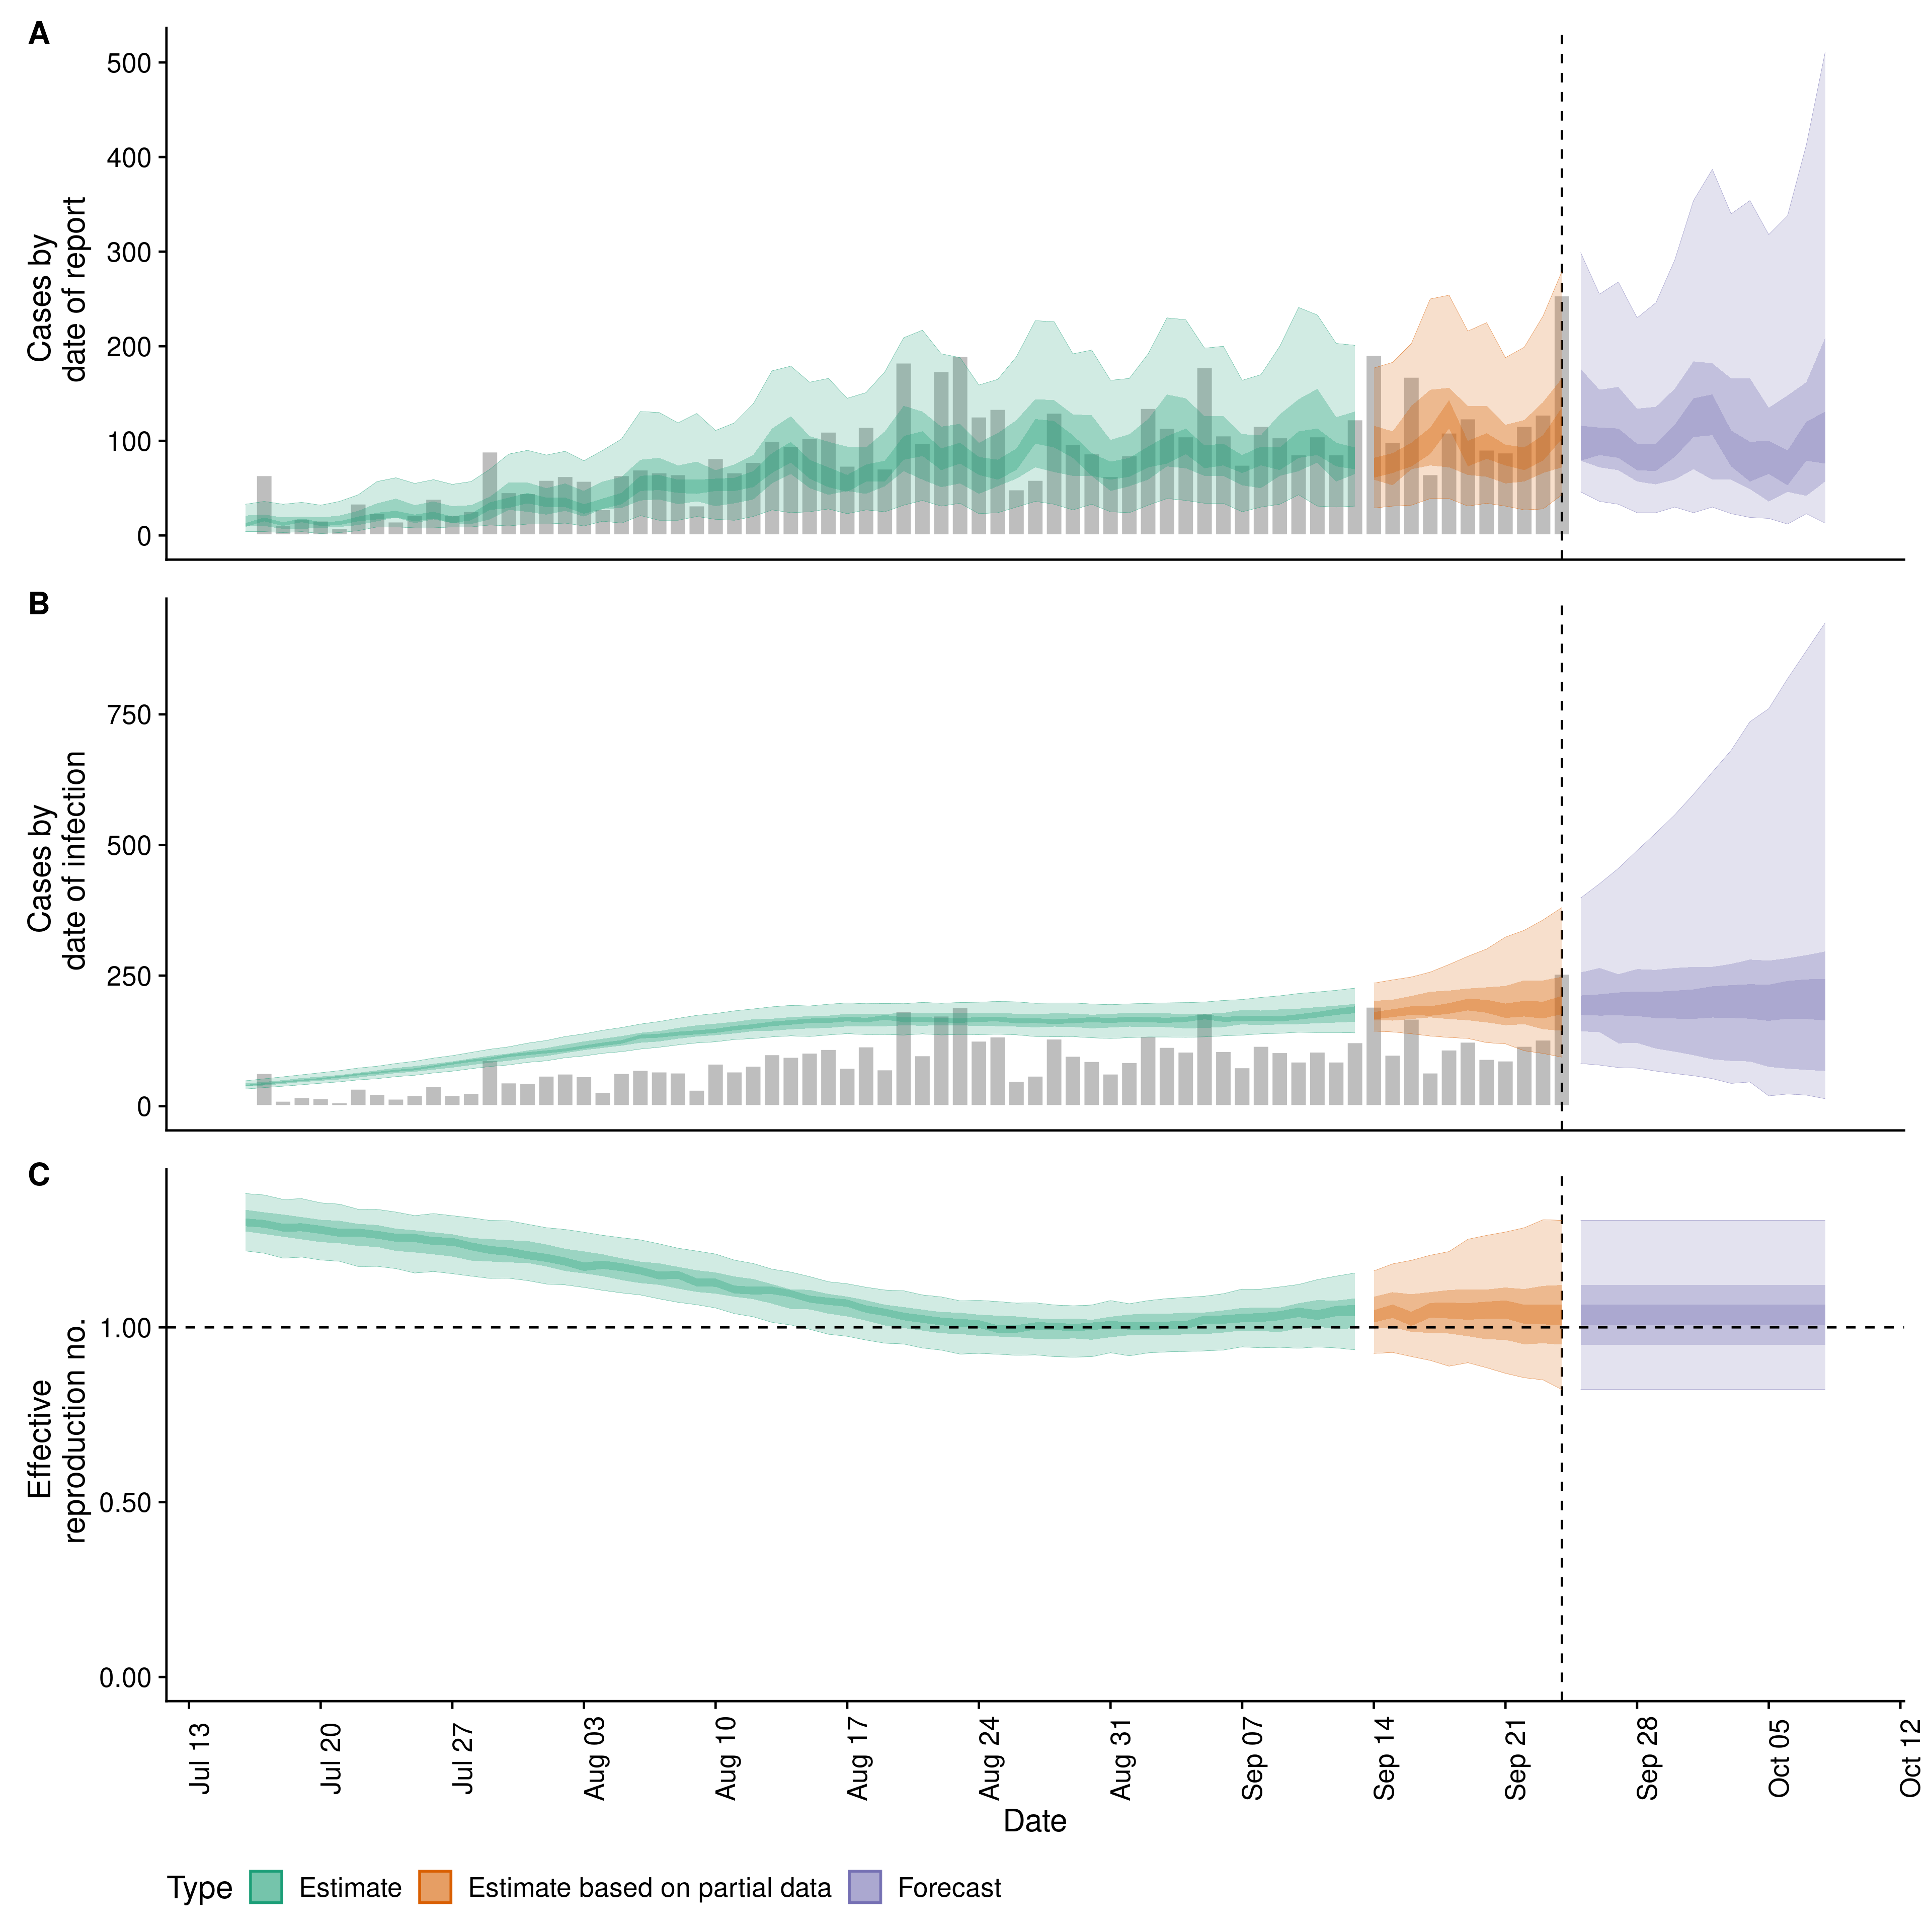 A
500
400
300
200
100
0
Cases by
date of report
B
750
500
250
0
Cases by
date of infection
C
1.00
0.50
0.00
Effective
reproduction no.
Jul 13
Jul 20
Jul 27
Aug 03
Aug 10
Aug 17
Aug 24
Aug 31
Sep 07
Sep 14
Sep 21
Sep 28
Oct 05
Oct 12
Date
Type Estimate Estimate based on partial data Forecast